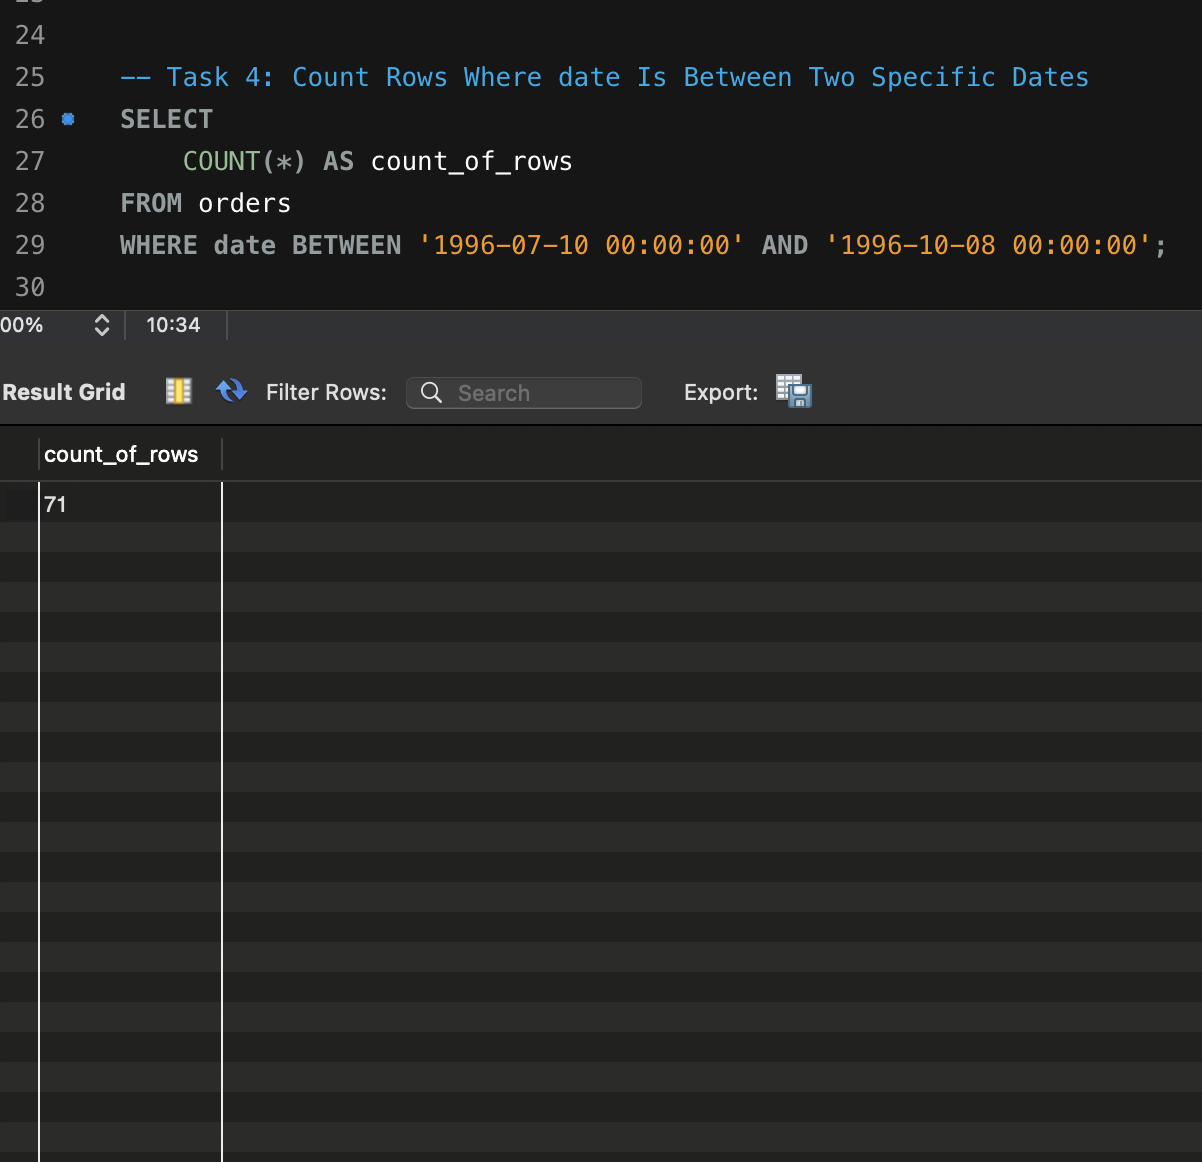 24
25 -- Task 4: Count Rows Where date Is Between Two Specific Dates
26 SELECT
27 COUNT(*) AS count_of_rows
28 FROM orders
29 WHERE date BETWEEN '1996-07-10 00:00:00' AND '1996-10-08 00:00:00';
30
00% 10:34
Result Grid Filter Rows: Search Export:
count_of_rows
71